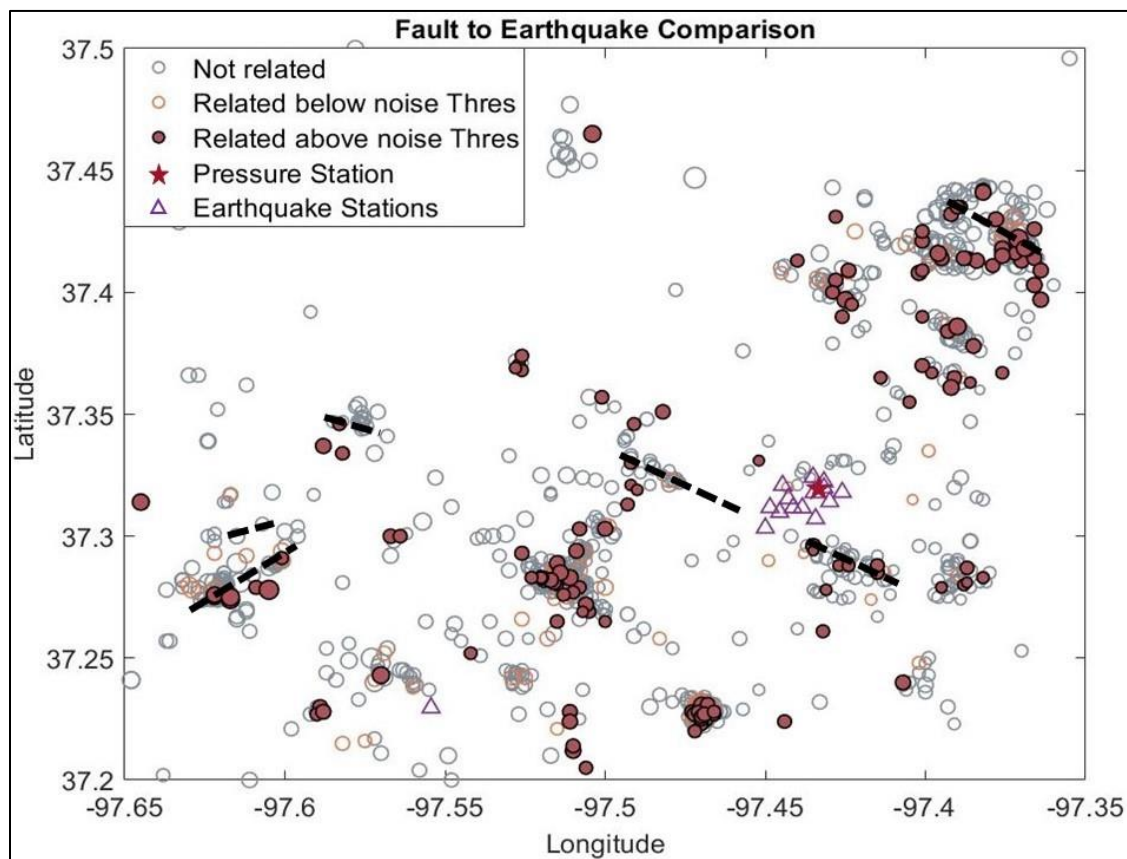 Fault to Earthquake Comparison
Not related
Related below noise Thres
Related above noise Thres
Pressure Station
Earthquake Stations
37.5
37.45
37.4
37.35
37.3
37.25
37.2
Latitude
-97.65
-97.6
-97.55
-97.5
-97.45
-97.4
-97.35
Longitude